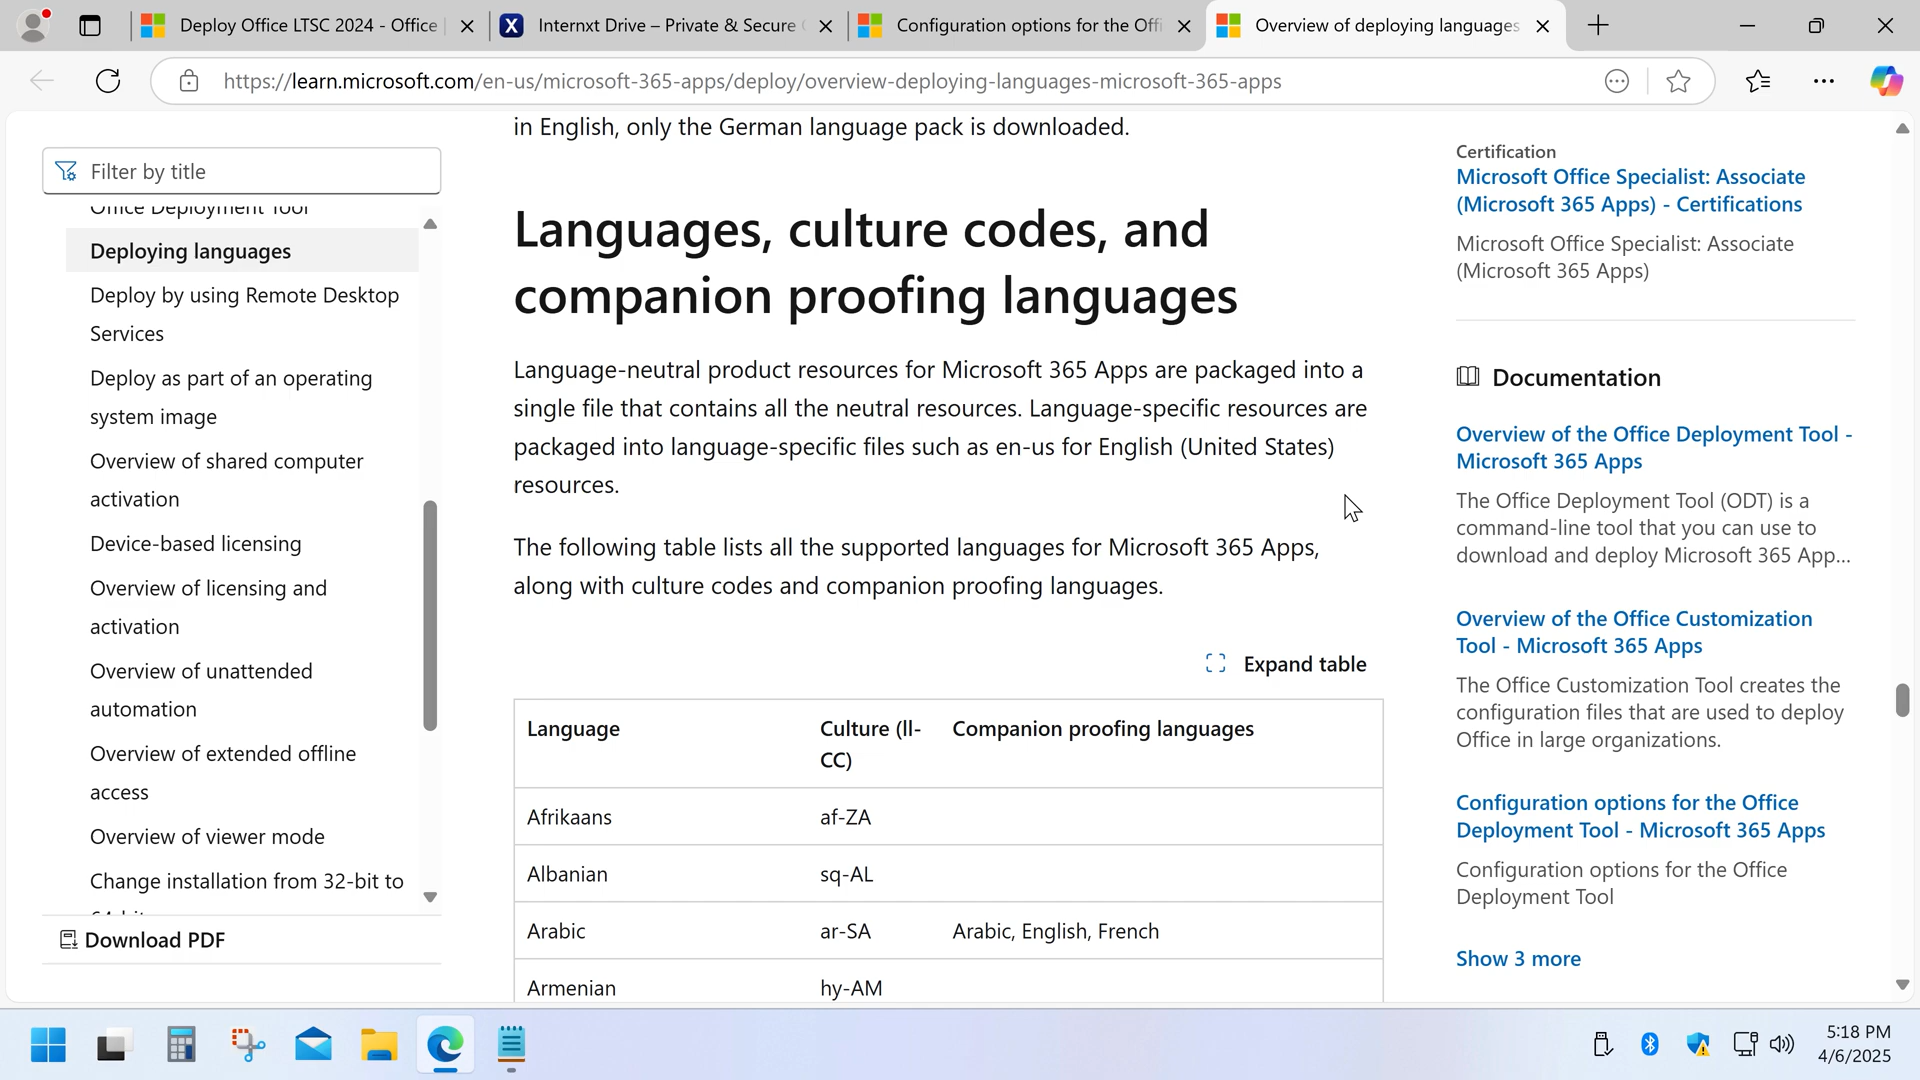 Deploy Office LTSC 2024 - Office
Internxt Drive – Private & Secure
Configuration options for the Offi
Overview of deploying languages
https://learn.microsoft.com/en-us/microsoft-365-apps/deploy/overview-deploying-languages-microsoft-365-apps
Filter by title
Office Deployment Tool
Deploying languages
Deploy by using Remote Desktop
Services
Deploy as part of an operating
system image
Overview of shared computer
activation
Device-based licensing
Overview of licensing and
activation
Overview of unattended
automation
Overview of extended offline
access
Overview of viewer mode
Change installation from 32-bit to
Download PDF
in English, only the German language pack is downloaded.
Languages, culture codes, and
companion proofing languages
Language-neutral product resources for Microsoft 365 Apps are packaged into a
single file that contains all the neutral resources. Language-specific resources are
packaged into language-specific files such as en-us for English (United States)
resources.
The following table lists all the supported languages for Microsoft 365 Apps,
along with culture codes and companion proofing languages.
Expand table
Language Culture (ll- Companion proofing languages
CC)
Afrikaans af-ZA
Albanian sq-AL
Arabic ar-SA Arabic, English, French
Armenian hy-AM
Certification
Microsoft Office Specialist: Associate
(Microsoft 365 Apps) - Certifications
Microsoft Office Specialist: Associate
(Microsoft 365 Apps)
Documentation
Overview of the Office Deployment Tool -
Microsoft 365 Apps
The Office Deployment Tool (ODT) is a
command-line tool that you can use to
download and deploy Microsoft 365 App...
Overview of the Office Customization
Tool - Microsoft 365 Apps
The Office Customization Tool creates the
configuration files that are used to deploy
Office in large organizations.
Configuration options for the Office
Deployment Tool - Microsoft 365 Apps
Configuration options for the Office
Deployment Tool
Show 3 more
5:18 PM
4/6/2025